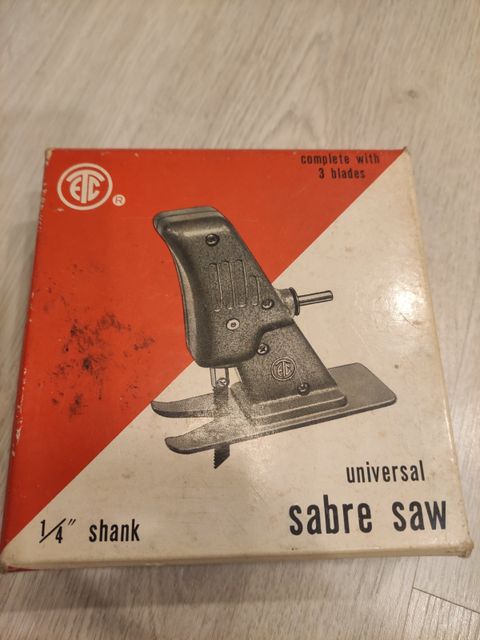 ETC
®
complete with
3 blades
ETC
universal
1/4" shank
sabre saw